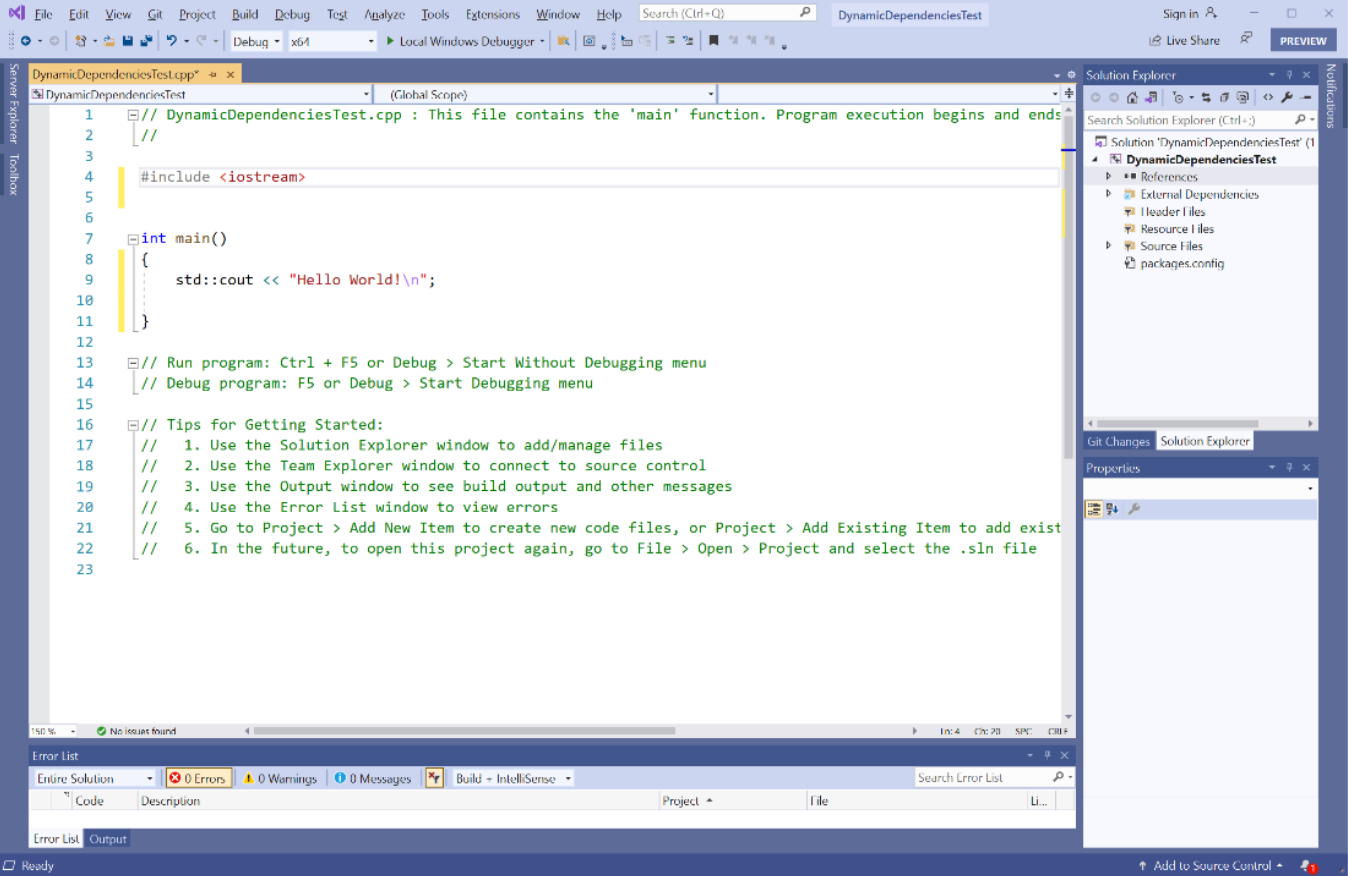 File Edit View Git Project Build Debug Test Analyze Tools Extensions Window Help Search (Ctrl+Q) DynamicDependenciesTest Sign in
Debug x64 Local Windows Debugger Live Share PREVIEW
Server Explorer
Toolbox
DynamicDependenciesTest.cpp*
DynamicDependenciesTest (Global Scope)
1 // DynamicDependenciesTest.cpp : This file contains the 'main' function. Program execution begins and ends
2 //
3
4 #include <iostream>
5
6
7 int main()
8 {
9 std::cout << "Hello World!\n";
10
11 }
12
13 // Run program: Ctrl + F5 or Debug > Start Without Debugging menu
14 // Debug program: F5 or Debug > Start Debugging menu
15
16 // Tips for Getting Started:
17 // 1. Use the Solution Explorer window to add/manage files
18 // 2. Use the Team Explorer window to connect to source control
19 // 3. Use the Output window to see build output and other messages
20 // 4. Use the Error List window to view errors
21 // 5. Go to Project > Add New Item to create new code files, or Project > Add Existing Item to add exist
22 // 6. In the future, to open this project again, go to File > Open > Project and select the .sln file
23
150 % No issues found Ln: 4 Ch: 20 SPC CRLF
Error List
Entire Solution 0 Errors 0 Warnings 0 Messages Build + IntelliSense Search Error List
Code Description Project File Li...
Error List Output
Solution Explorer
Search Solution Explorer (Ctrl+;)
Solution 'DynamicDependenciesTest' (1
DynamicDependenciesTest
References
External Dependencies
Header Files
Resource Files
Source Files
packages.config
Git Changes Solution Explorer
Properties
Notifications
Ready Add to Source Control 1